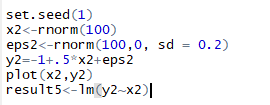 set.seed(1)
x2<-rnorm(100)
eps2<-rnorm(100,0, sd = 0.2)
y2=-1+.5*x2+eps2
plot(x2,y2)
result5<-lm(y2~x2)